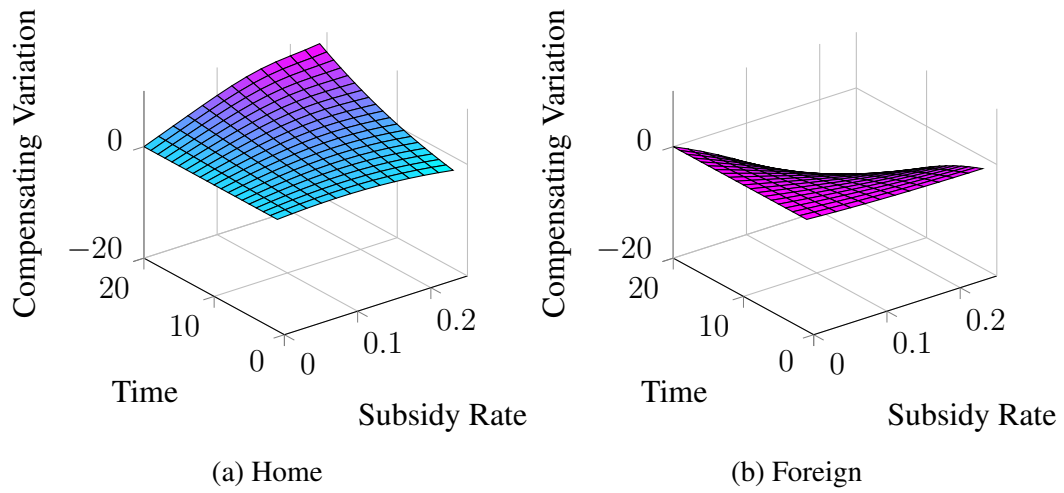 Compensating Variation
0
−20
20
10
0
0
0.1
0.2
Time
Subsidy Rate
(a) Home
Compensating Variation
0
−20
20
10
0
0
0.1
0.2
Time
Subsidy Rate
(b) Foreign